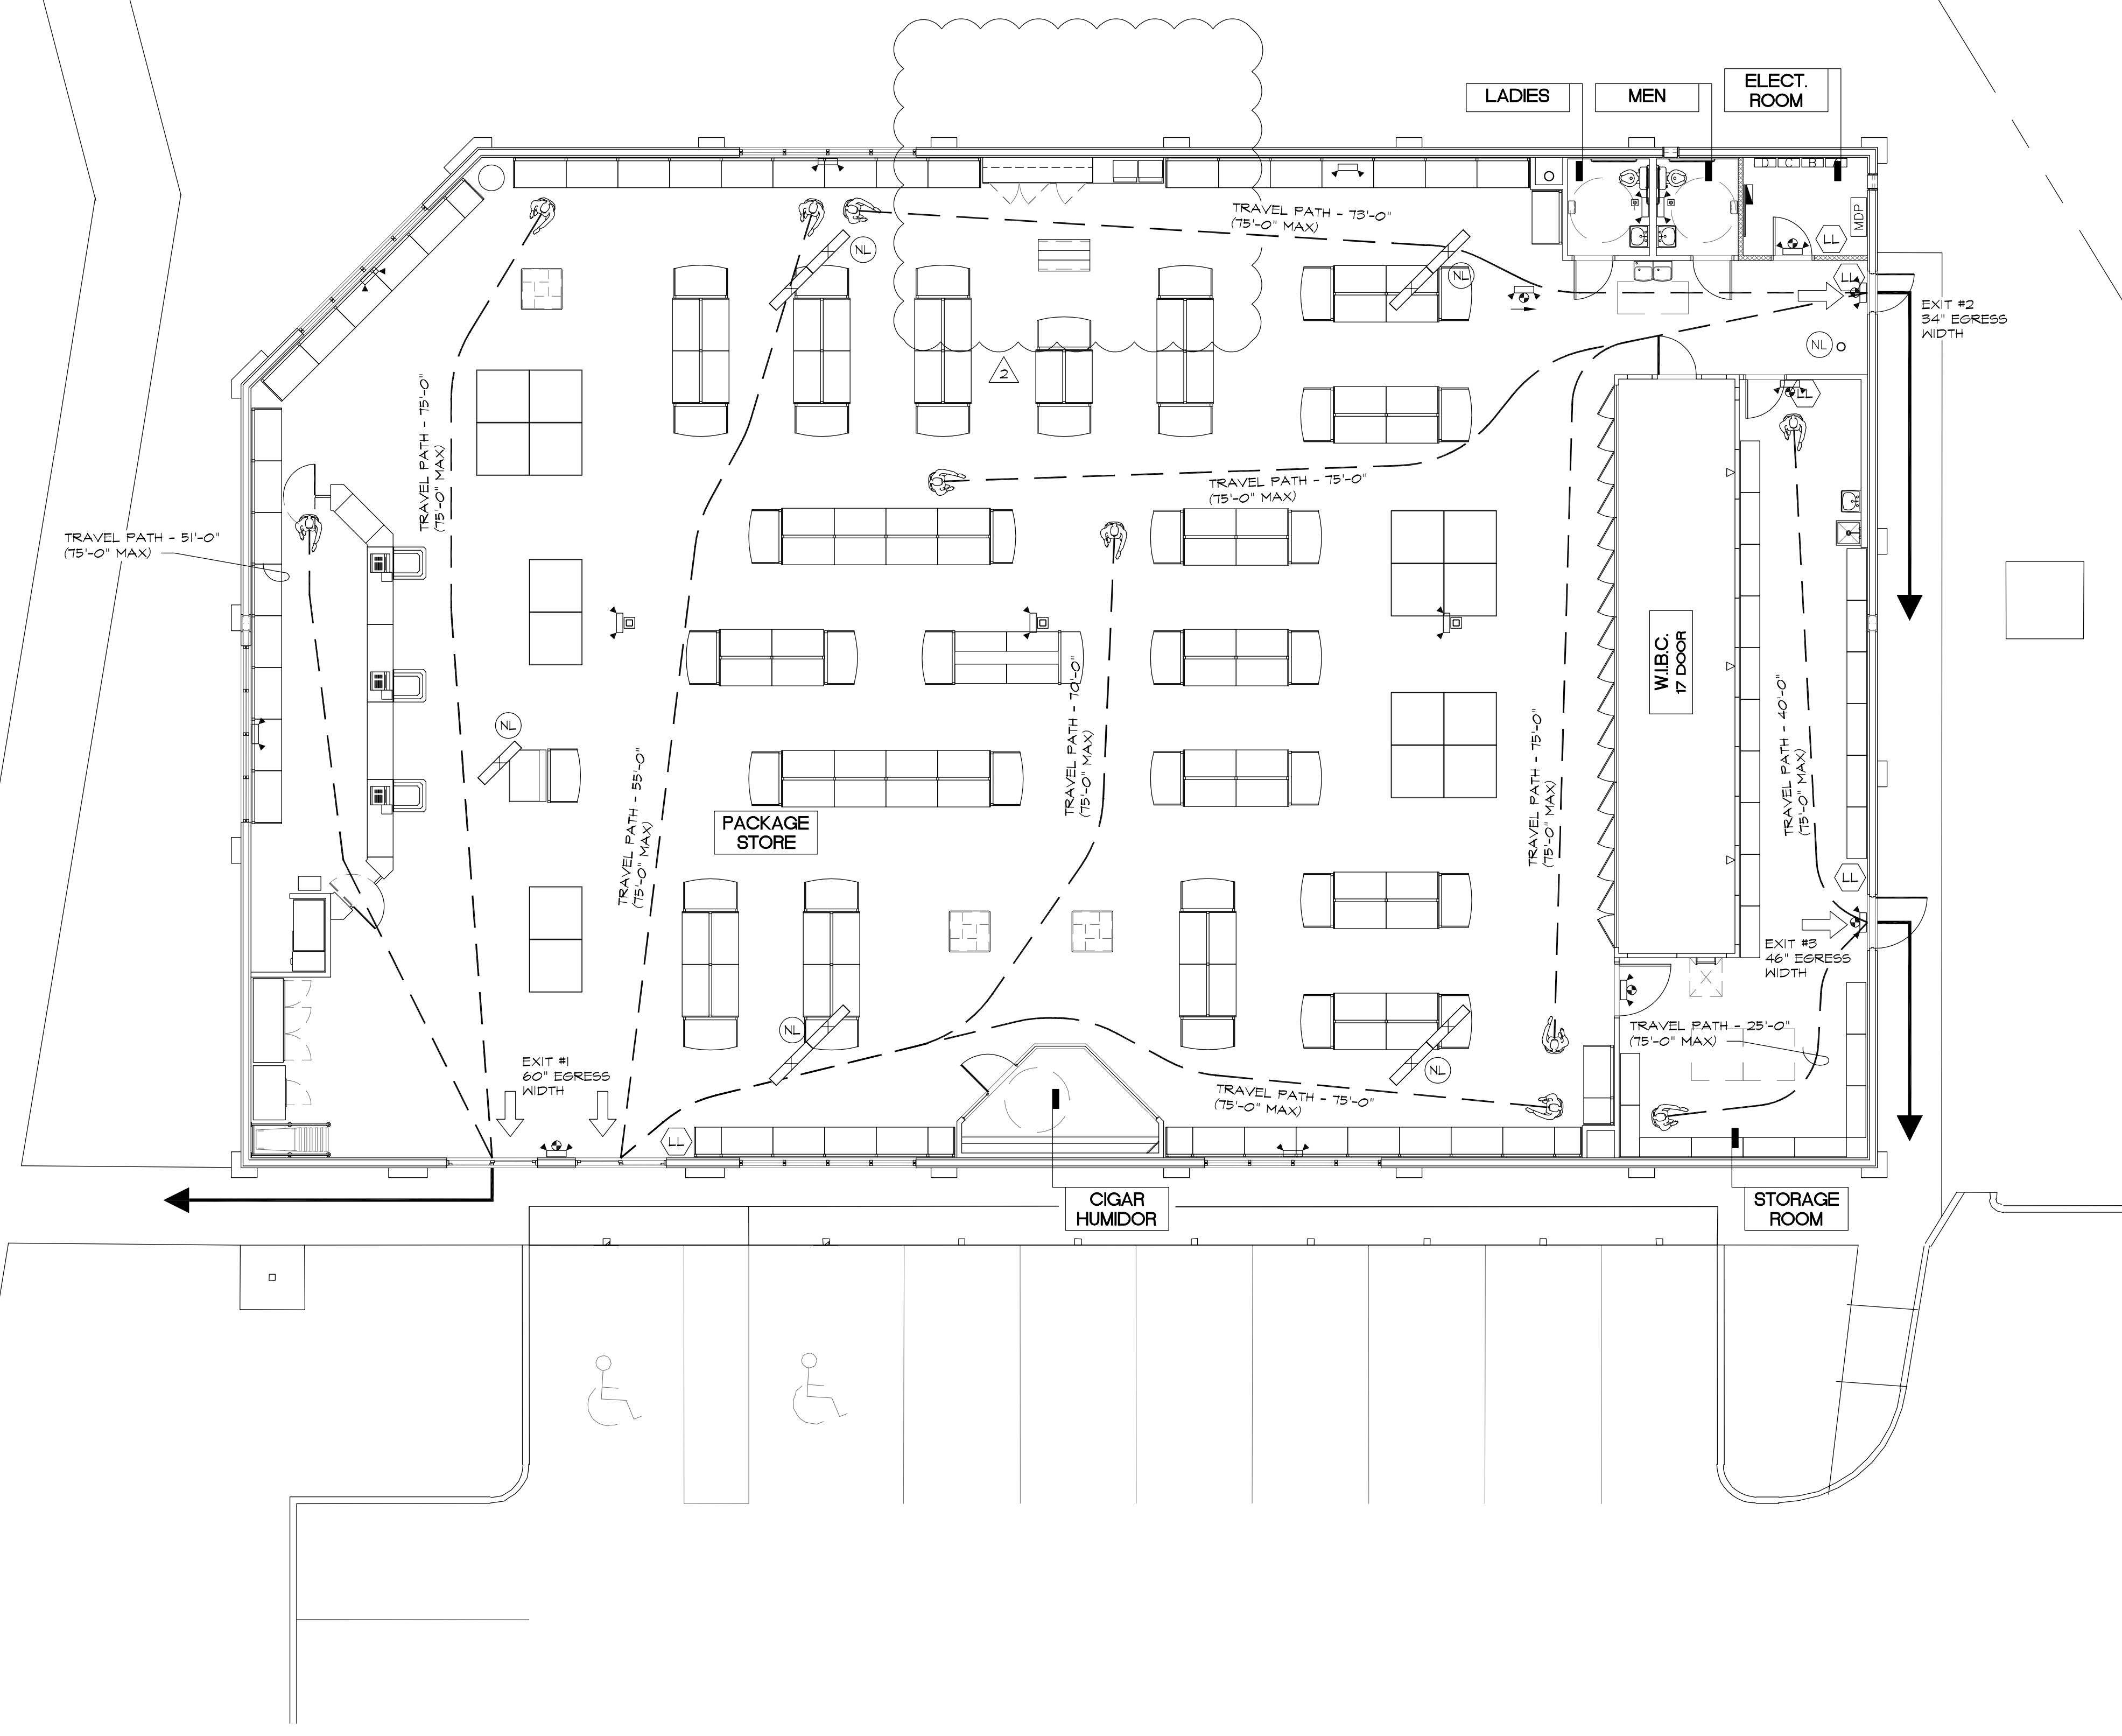 LADIES
MEN
ELECT.
ROOM
D C B
MDP
LL
TRAVEL PATH - 73'-0"
(75'-0" MAX)
NL
NL
LL
EXIT #2
34" EGRESS
WIDTH
NL
2
LL
TRAVEL PATH - 75'-0"
(75'-0" MAX)
TRAVEL PATH - 75'-0"
(75'-0" MAX)
TRAVEL PATH - 51'-0"
(75'-0" MAX)
W.I.B.C.
17 DOOR
NL
TRAVEL PATH - 70'-0"
(75'-0" MAX)
TRAVEL PATH - 55'-0"
(75'-0" MAX)
TRAVEL PATH - 75'-0"
(75'-0" MAX)
TRAVEL PATH - 40'-0"
(75'-0" MAX)
PACKAGE
STORE
LL
EXIT #3
46" EGRESS
WIDTH
NL
TRAVEL PATH - 25'-0"
(75'-0" MAX)
EXIT #1
60" EGRESS
WIDTH
NL
TRAVEL PATH - 75'-0"
(75'-0" MAX)
LL
CIGAR
HUMIDOR
STORAGE
ROOM